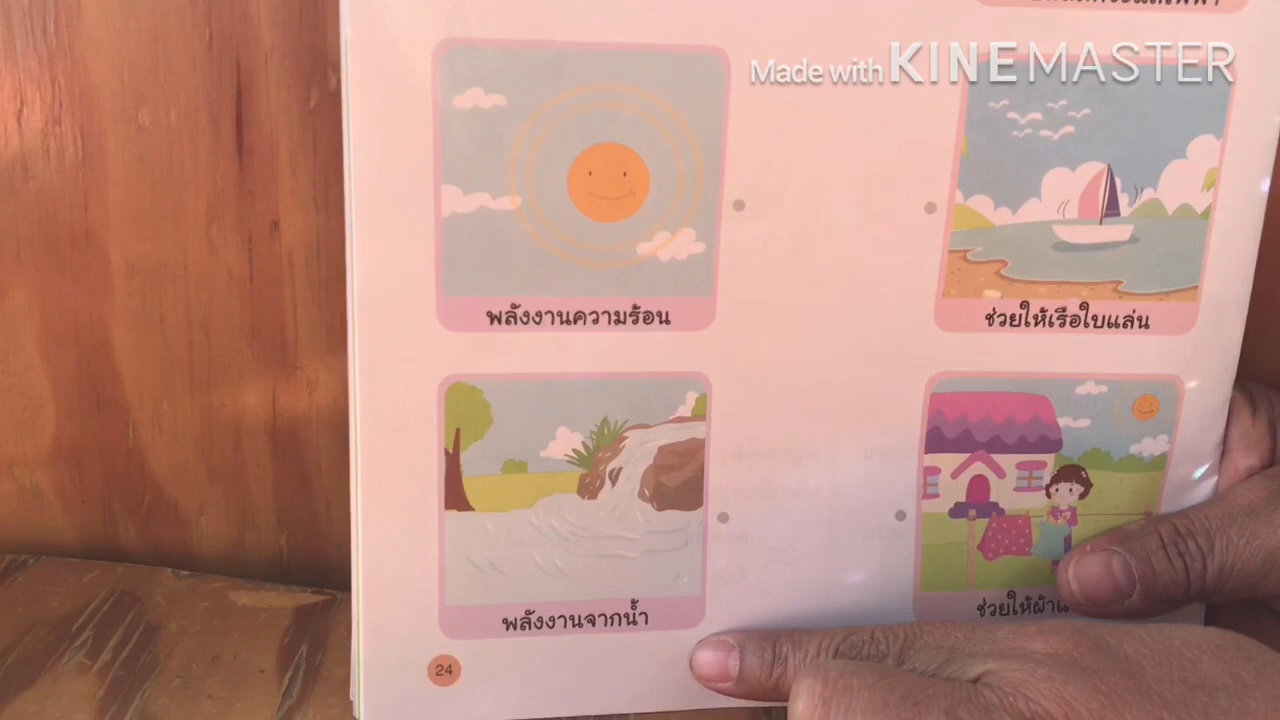 Made with KINEMASTER
พลังงานความร้อน
ช่วยให้เรือใบแล่น
พลังงานจากน้ำ
ช่วยให้ผ้า
24